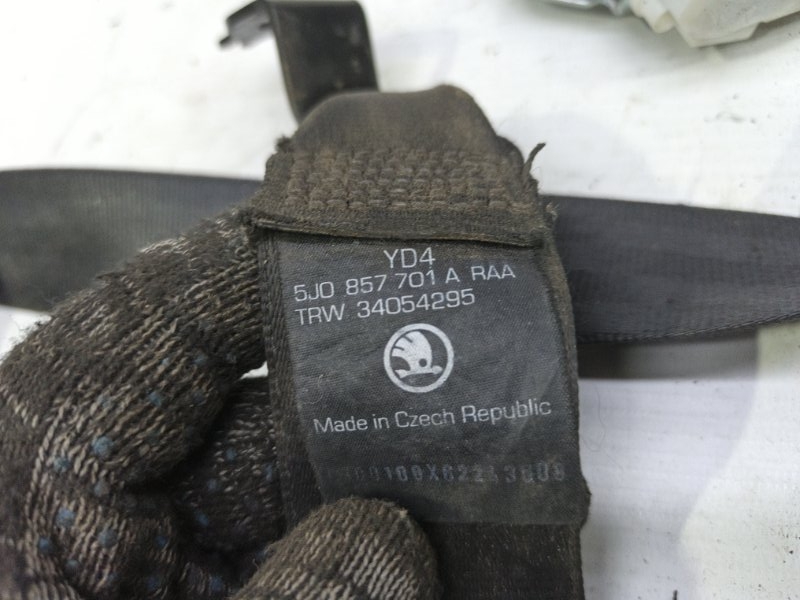 YD4
5J0 857 701 A RAA
TRW 34054295
Made in Czech Republic